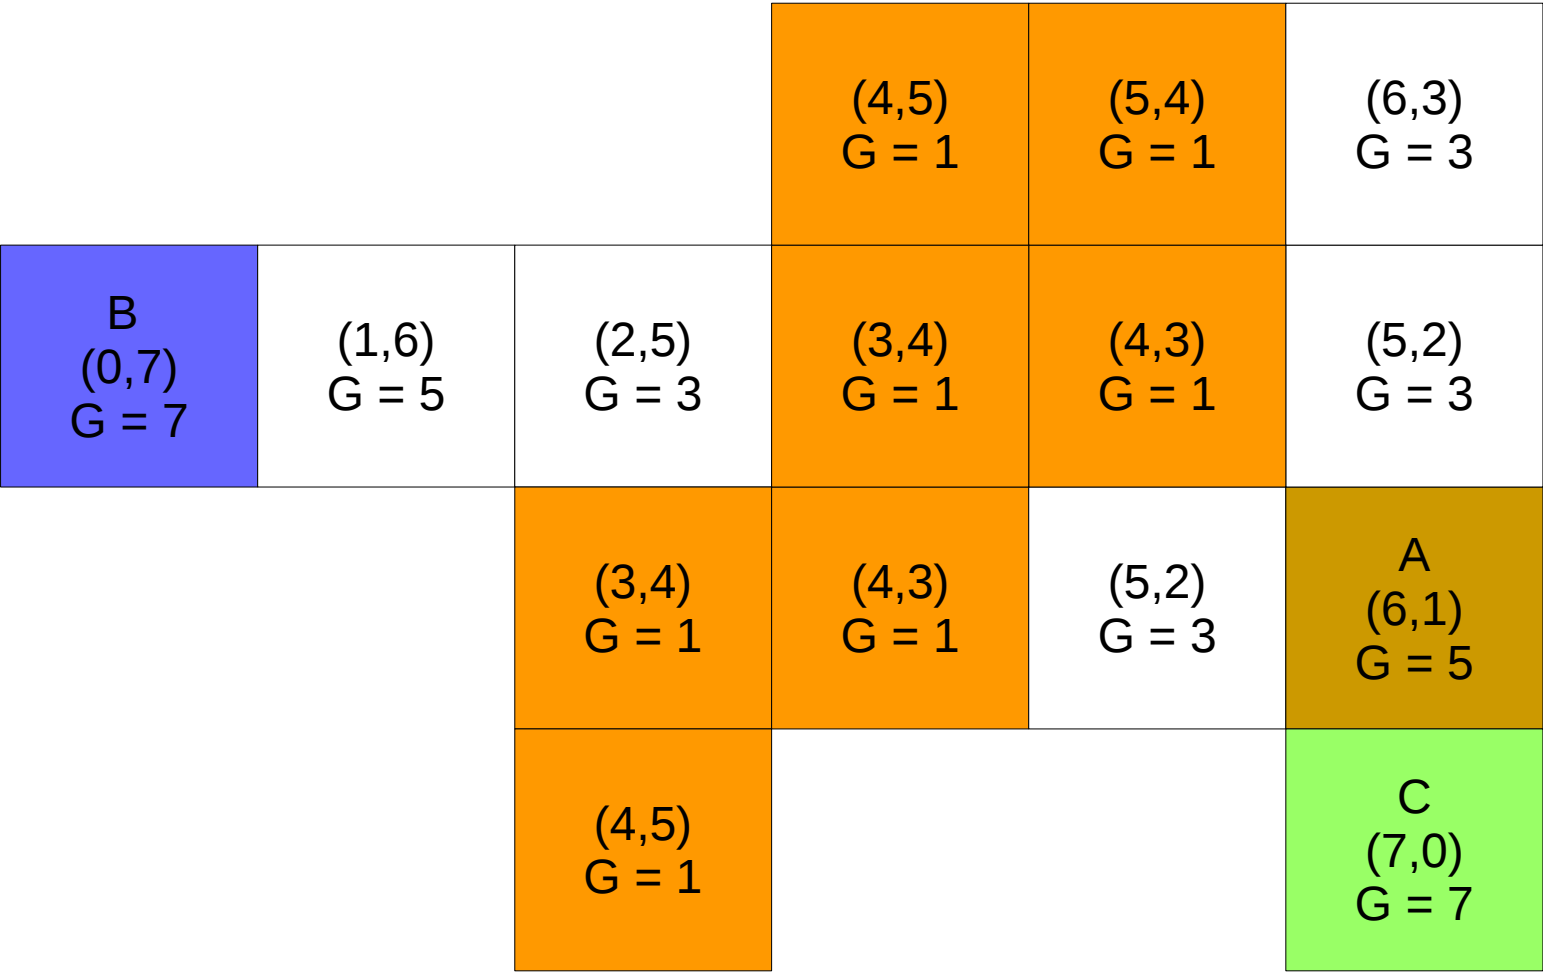 (4,5)
G = 1
(5,4)
G = 1
(6,3)
G = 3
B
(0,7)
G = 7
(1,6)
G = 5
(2,5)
G = 3
(3,4)
G = 1
(4,3)
G = 1
(5,2)
G = 3
(3,4)
G = 1
(4,3)
G = 1
(5,2)
G = 3
A
(6,1)
G = 5
(4,5)
G = 1
C
(7,0)
G = 7